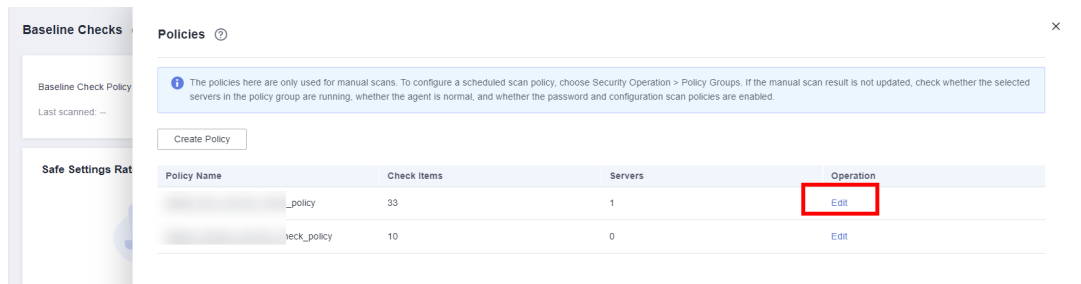 Baseline Checks
Policies
Baseline Check Policy
Last scanned: --
The policies here are only used for manual scans. To configure a scheduled scan policy, choose Security Operation > Policy Groups. If the manual scan result is not updated, check whether the selected
servers in the policy group are running, whether the agent is normal, and whether the password and configuration scan policies are enabled.
Create Policy
Safe Settings Rat
Policy Name Check Items Servers Operation
_policy 33 1 Edit
heck_policy 10 0 Edit